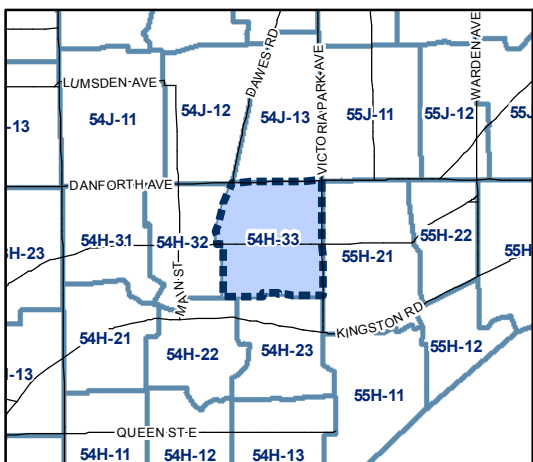 DAWES RD
VICTORIA PARK AVE
WARDEN AVE
LUMSDEN AVE
-13
54J-11
54J-12
54J-13
55J-11
55J-12
55J
DANFORTH AVE
3H-23
54H-31
54H-32
54H-33
55H-21
55H-22
55H
MAIN ST
KINGSTON RD
54H-21
54H-22
54H-23
55H-12
-13
55H-11
QUEEN ST E
54H-11
54H-12
54H-13